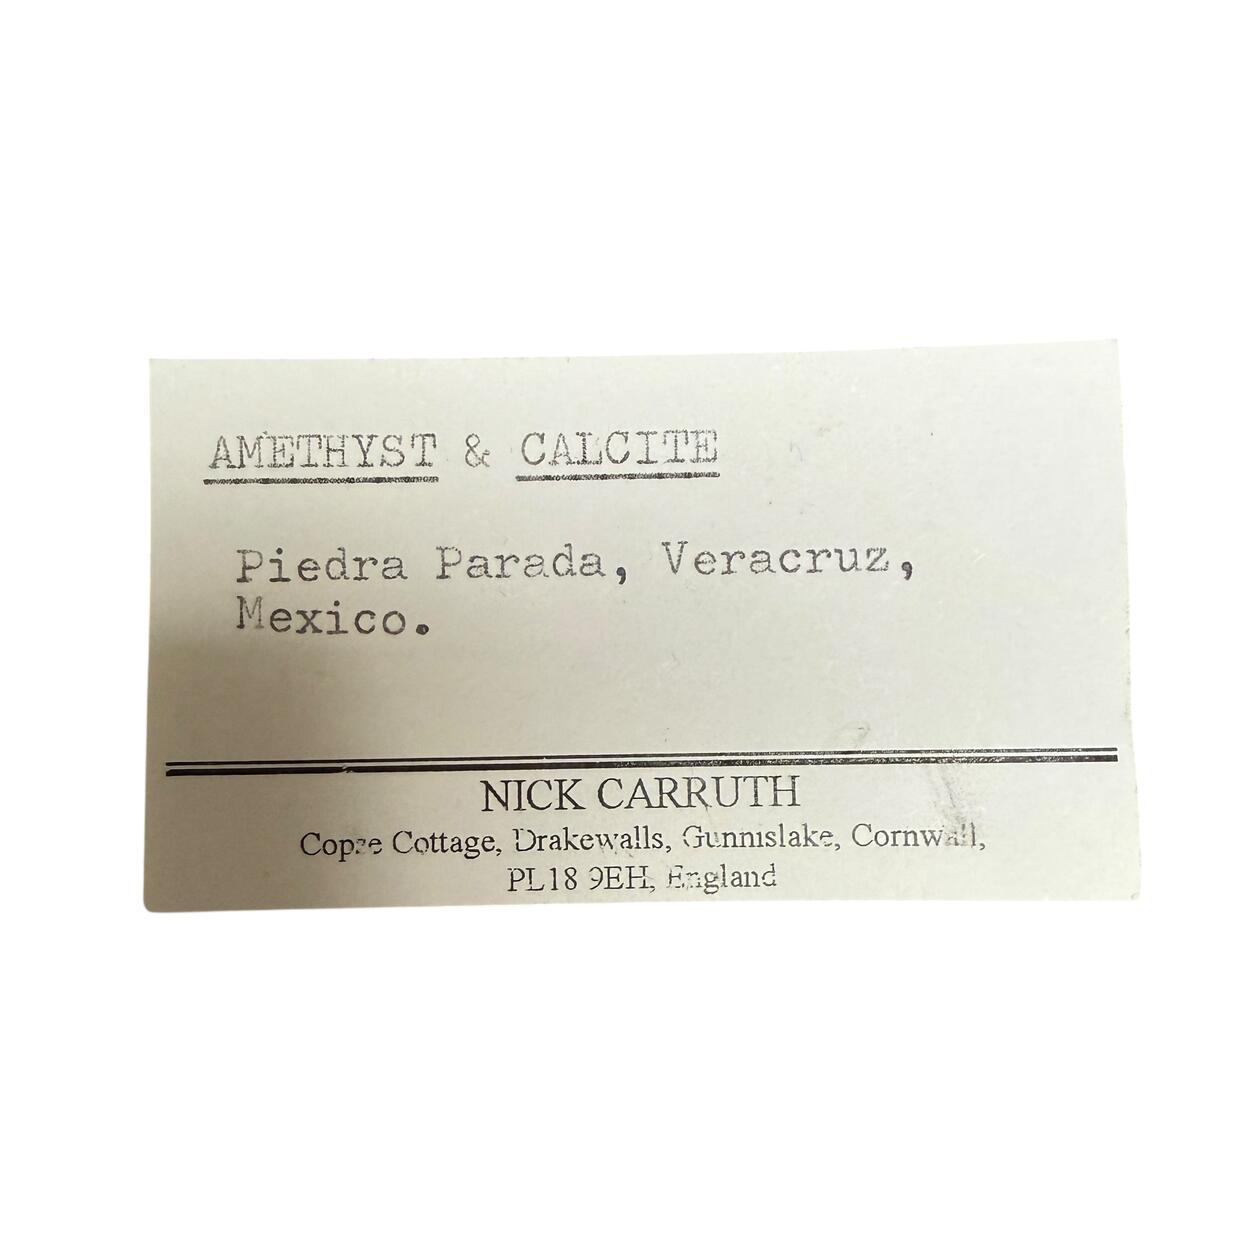 AMETHYST & CALCITE
Piedra Parada, Veracruz,
Mexico.
NICK CARRUTH
Copse Cottage, Drakewalls, Gunnislake, Cornwall,
PL18 9EH, England